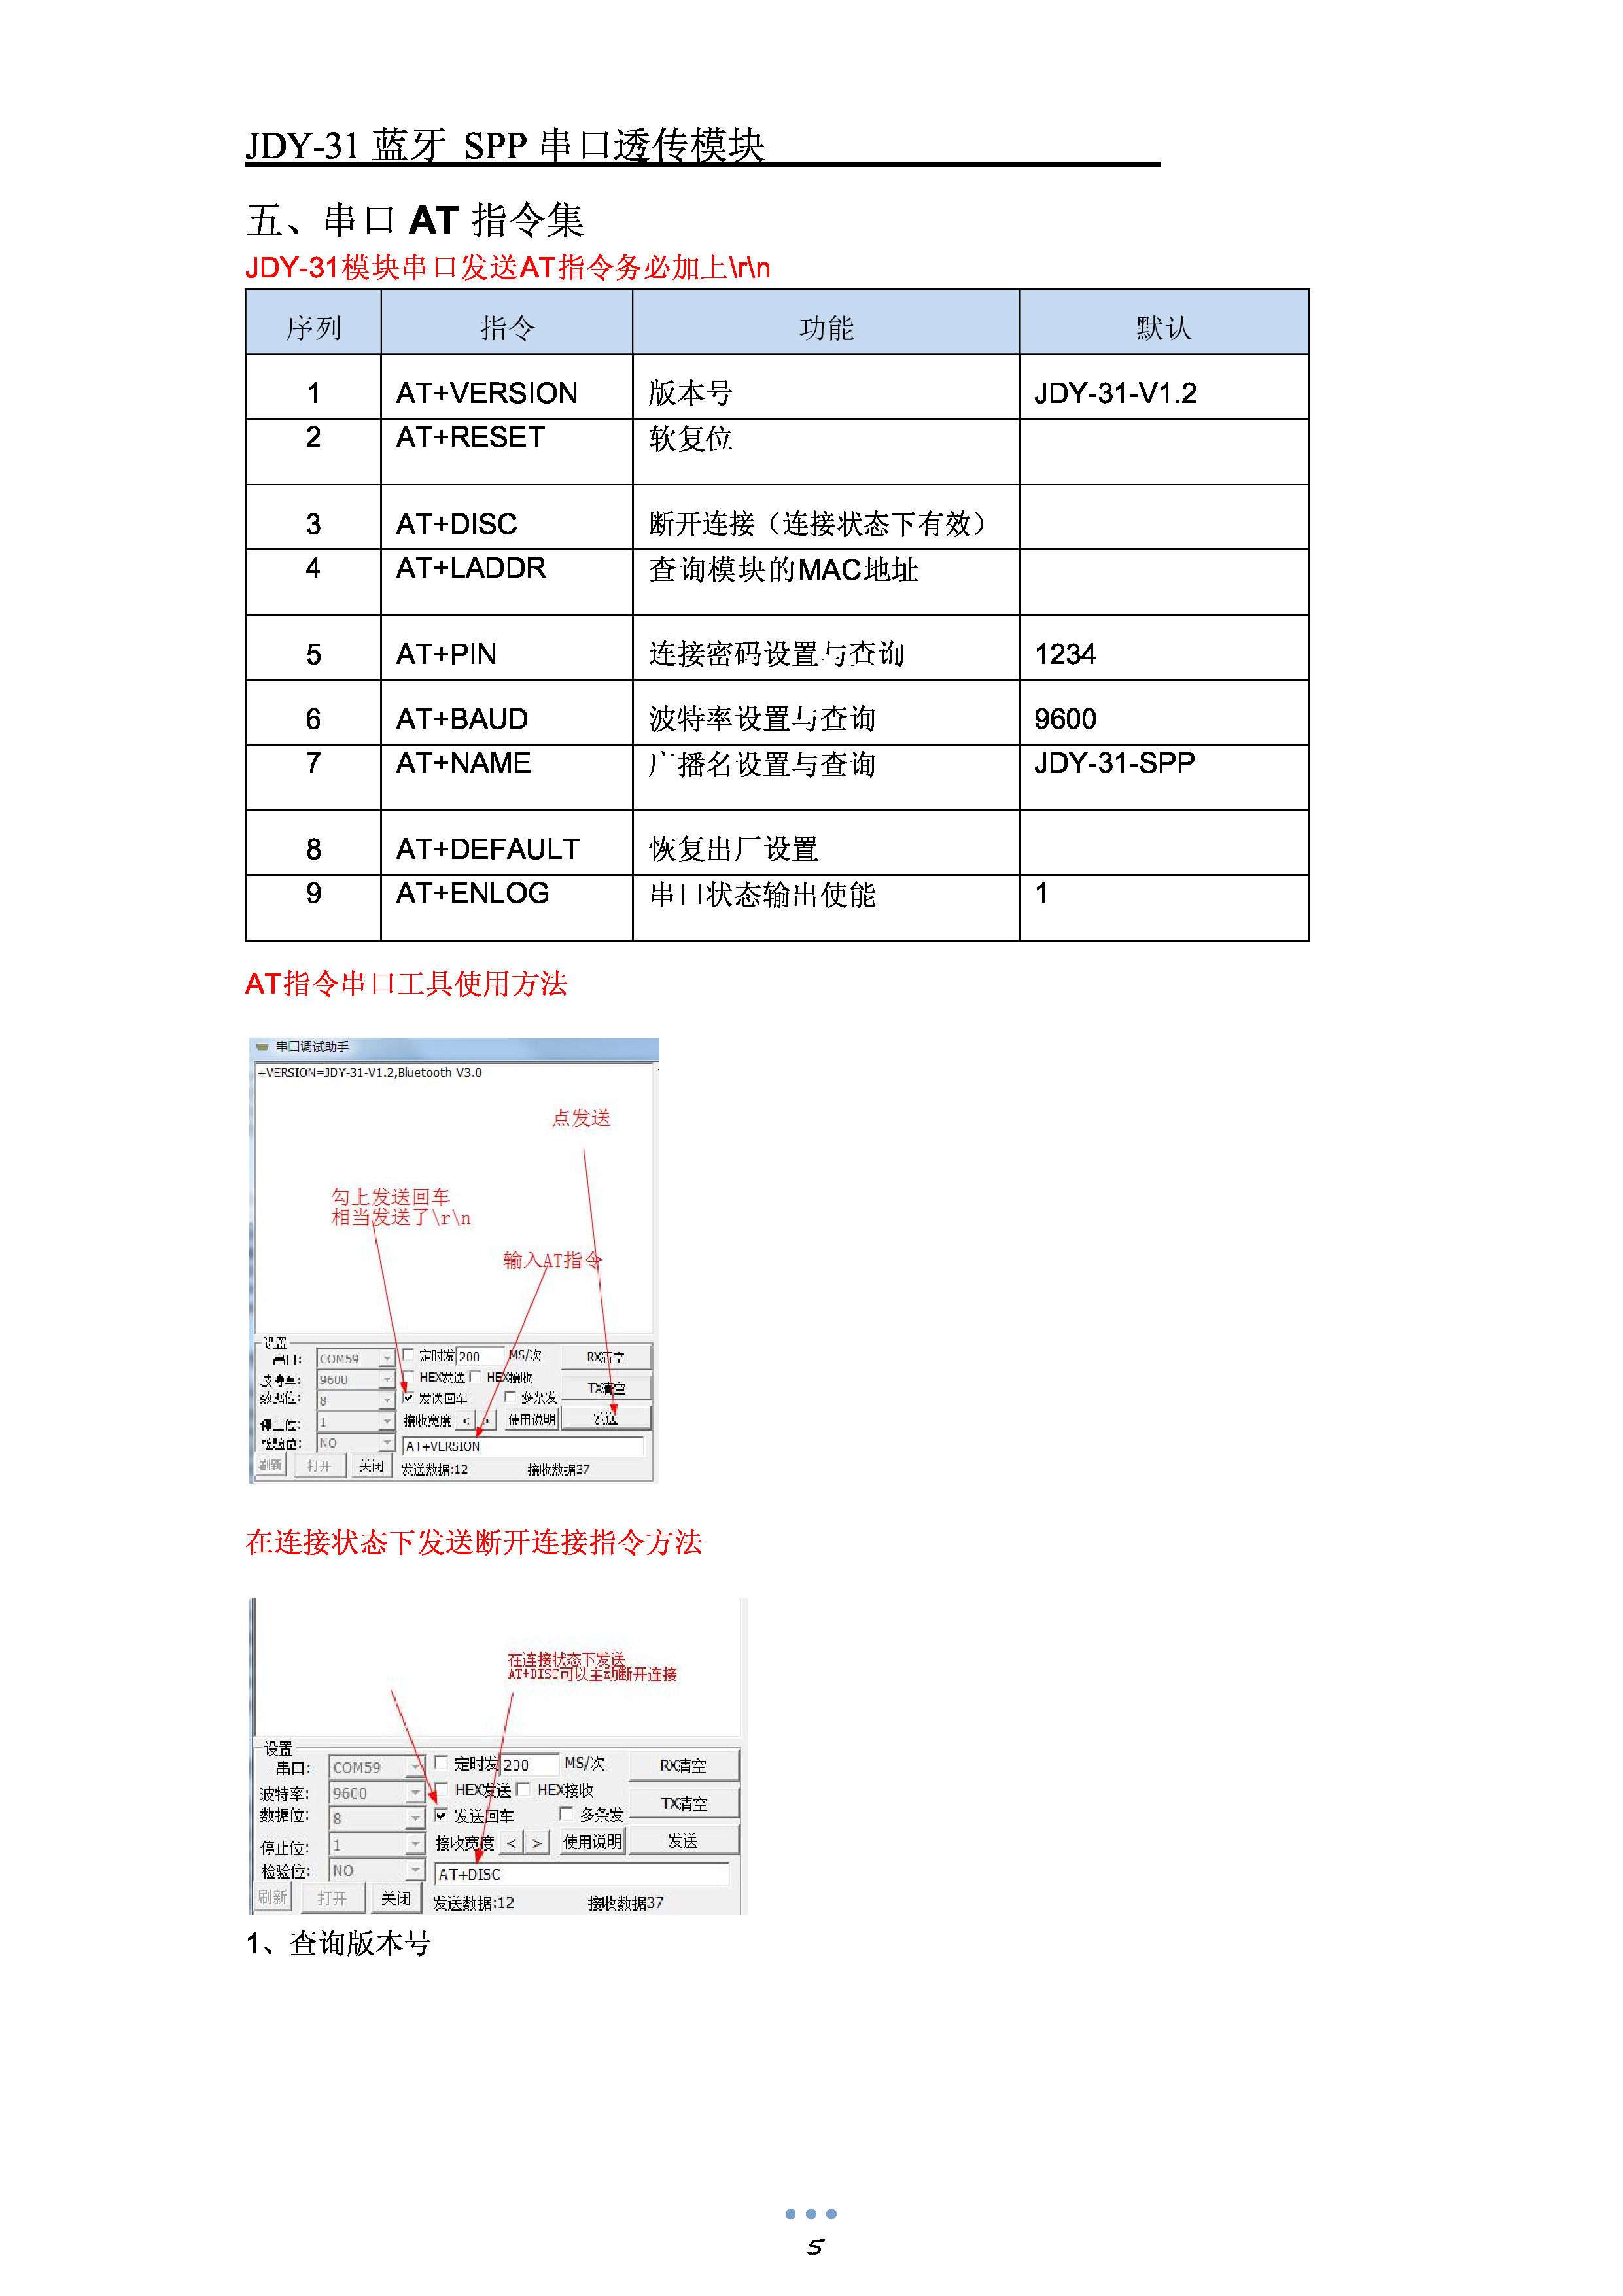 JDY-31 蓝牙 SPP 串口透传模块
五、串口 AT 指令集
JDY-31模块串口发送AT指令务必加上\r\n
序列 指令 功能 默认
1 AT+VERSION 版本号 JDY-31-V1.2
2 AT+RESET 软复位
3 AT+DISC 断开连接（连接状态下有效）
4 AT+LADDR 查询模块的MAC地址
5 AT+PIN 连接密码设置与查询 1234
6 AT+BAUD 波特率设置与查询 9600
7 AT+NAME 广播名设置与查询 JDY-31-SPP
8 AT+DEFAULT 恢复出厂设置
9 AT+ENLOG 串口状态输出使能 1
AT指令串口工具使用方法
串口调试助手
+VERSION=JDY-31-V1.2,Bluetooth V3.0
点发送
勾上发送回车
相当发送了\r\n
输入AT指令
设置
串口: COM59 定时发 200 MS/次 RX清空
波特率: 9600 HEX发送 HEX接收 TX清空
数据位: 8 发送回车 多条发
停止位: 1 接收宽度 < > 使用说明 发送
检验位: NO AT+VERSION
刷新 打开 关闭 发送数据:12 接收数据37
在连接状态下发送断开连接指令方法
在连接状态下发送
AT+DISC可以主动断开连接
设置
串口: COM59 定时发 200 MS/次 RX清空
波特率: 9600 HEX发送 HEX接收 TX清空
数据位: 8 发送回车 多条发
停止位: 1 接收宽度 < > 使用说明 发送
检验位: NO AT+DISC
刷新 打开 关闭 发送数据:12 接收数据37
1、查询版本号
5